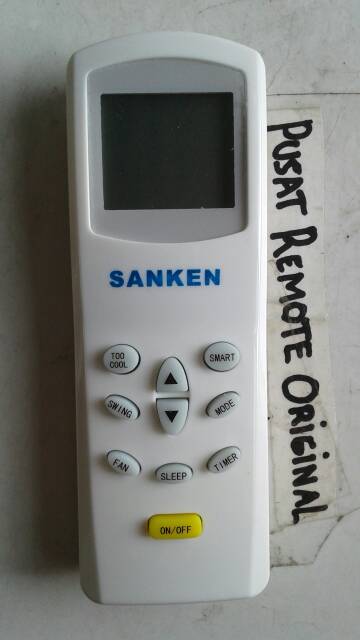 SANKEN
TOO
COOL
SMART
▲
▼
SWING
MODE
FAN
SLEEP
TIMER
ON/OFF
PUSAT REMOTE ORIGINAL